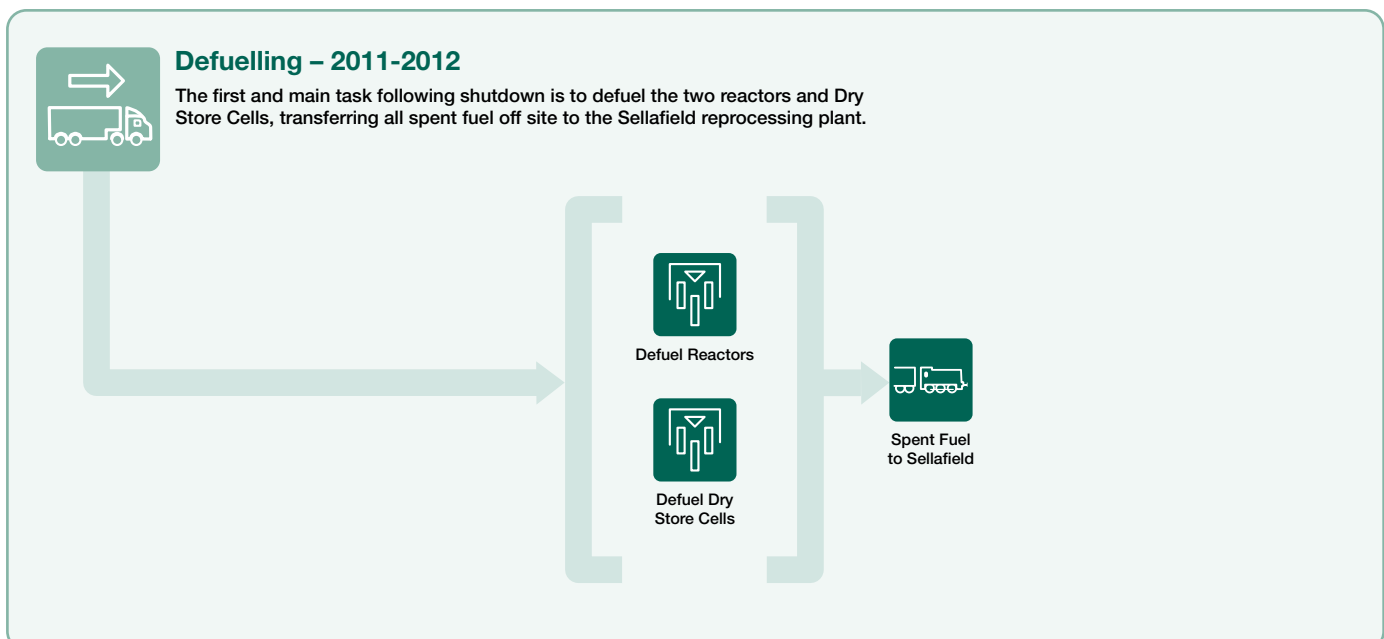 Defuelling – 2011-2012
The first and main task following shutdown is to defuel the two reactors and Dry
Store Cells, transferring all spent fuel off site to the Sellafield reprocessing plant.
Defuel Reactors
Defuel Dry
Store Cells
Spent Fuel
to Sellafield